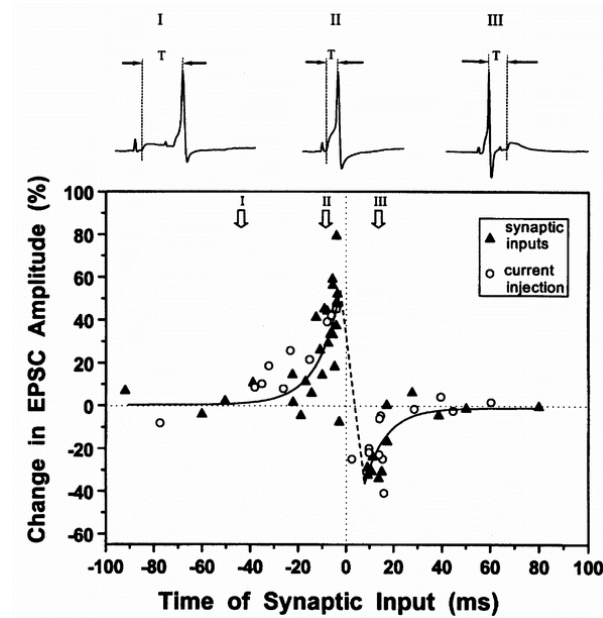 I II III
T T T
Change in EPSC Amplitude (%)
100
80
60
40
20
0
-20
-40
-60
I II III
synaptic
inputs
current
injection
-100 -80 -60 -40 -20 0 20 40 60 80 100
Time of Synaptic Input (ms)